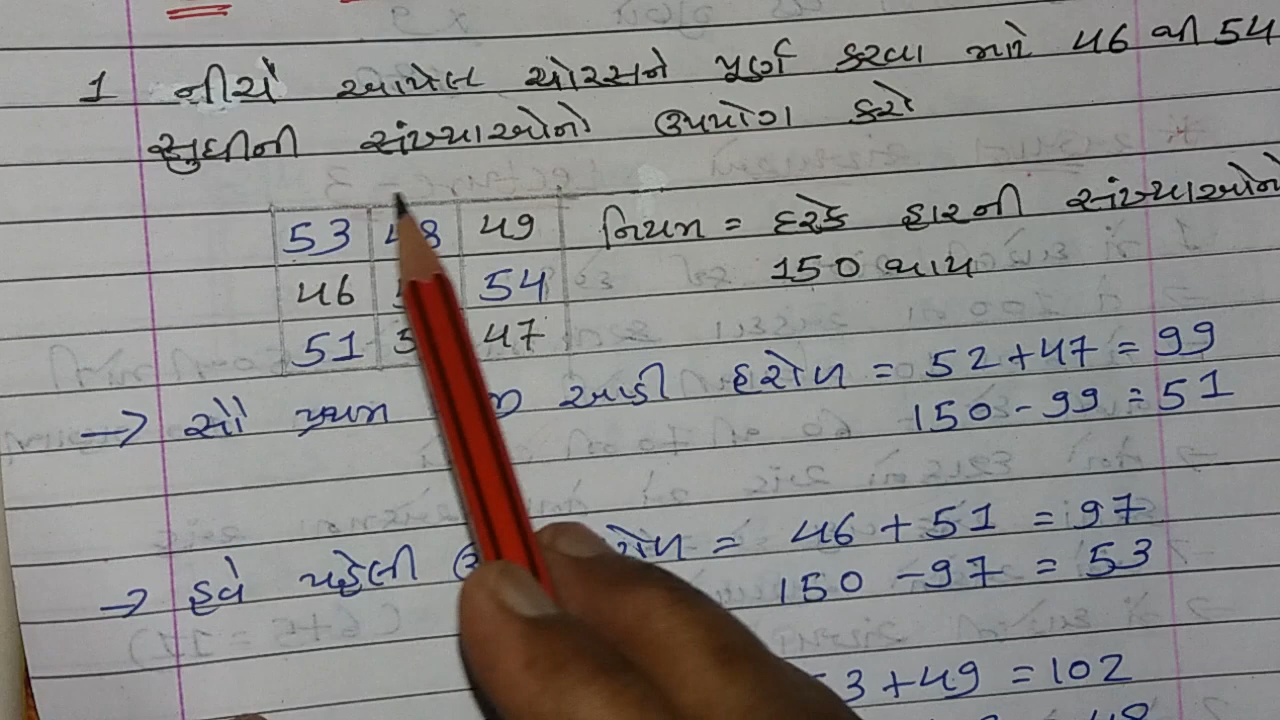 1 નીચે આપેલ ચોરસને પૂર્ણ કરવા માટે 46 થી 54
સુધીની સંખ્યાઓનો ઉપયોગ કરો
53 48 49 નિયમ = દરેક હારની સંખ્યાઓનો
46 54 150 થાય
51 47
→ સૌ પ્રથમ આડી હરોળ = 52+47 = 99
150-99 = 51
→ હવે પહેલી = 46 + 51 = 97
150 -97 = 53
3 +49 = 102